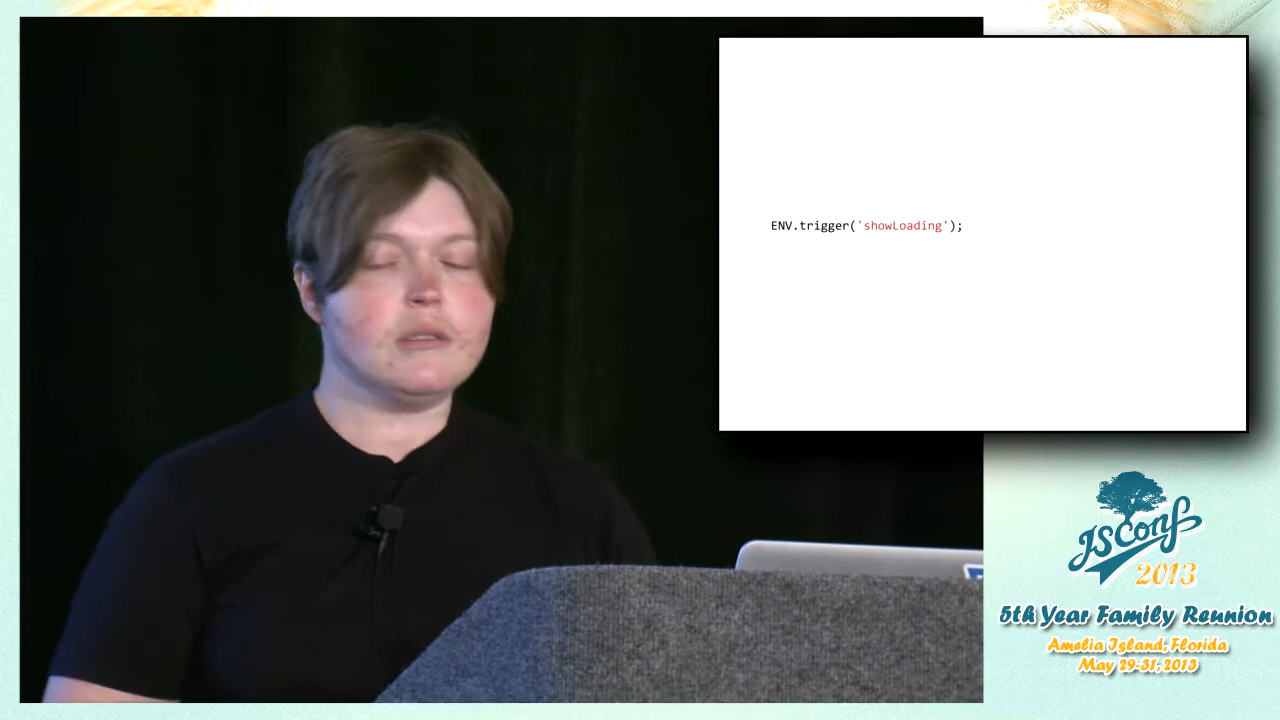 ENV.trigger('showLoading');
JSConf
2013
5th Year Family Reunion
Amelia Island, Florida
May 29-31, 2013